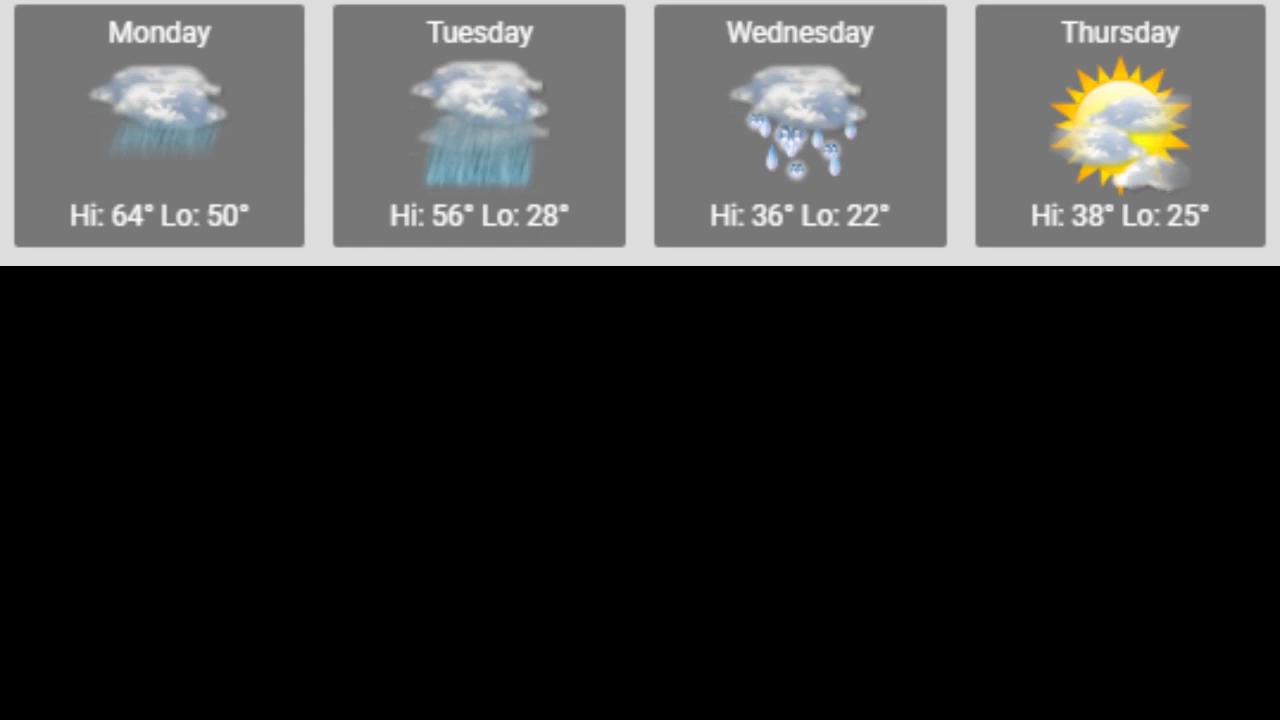 Monday
Tuesday
Wednesday
Thursday
Hi: 64° Lo: 50°
Hi: 56° Lo: 28°
Hi: 36° Lo: 22°
Hi: 38° Lo: 25°